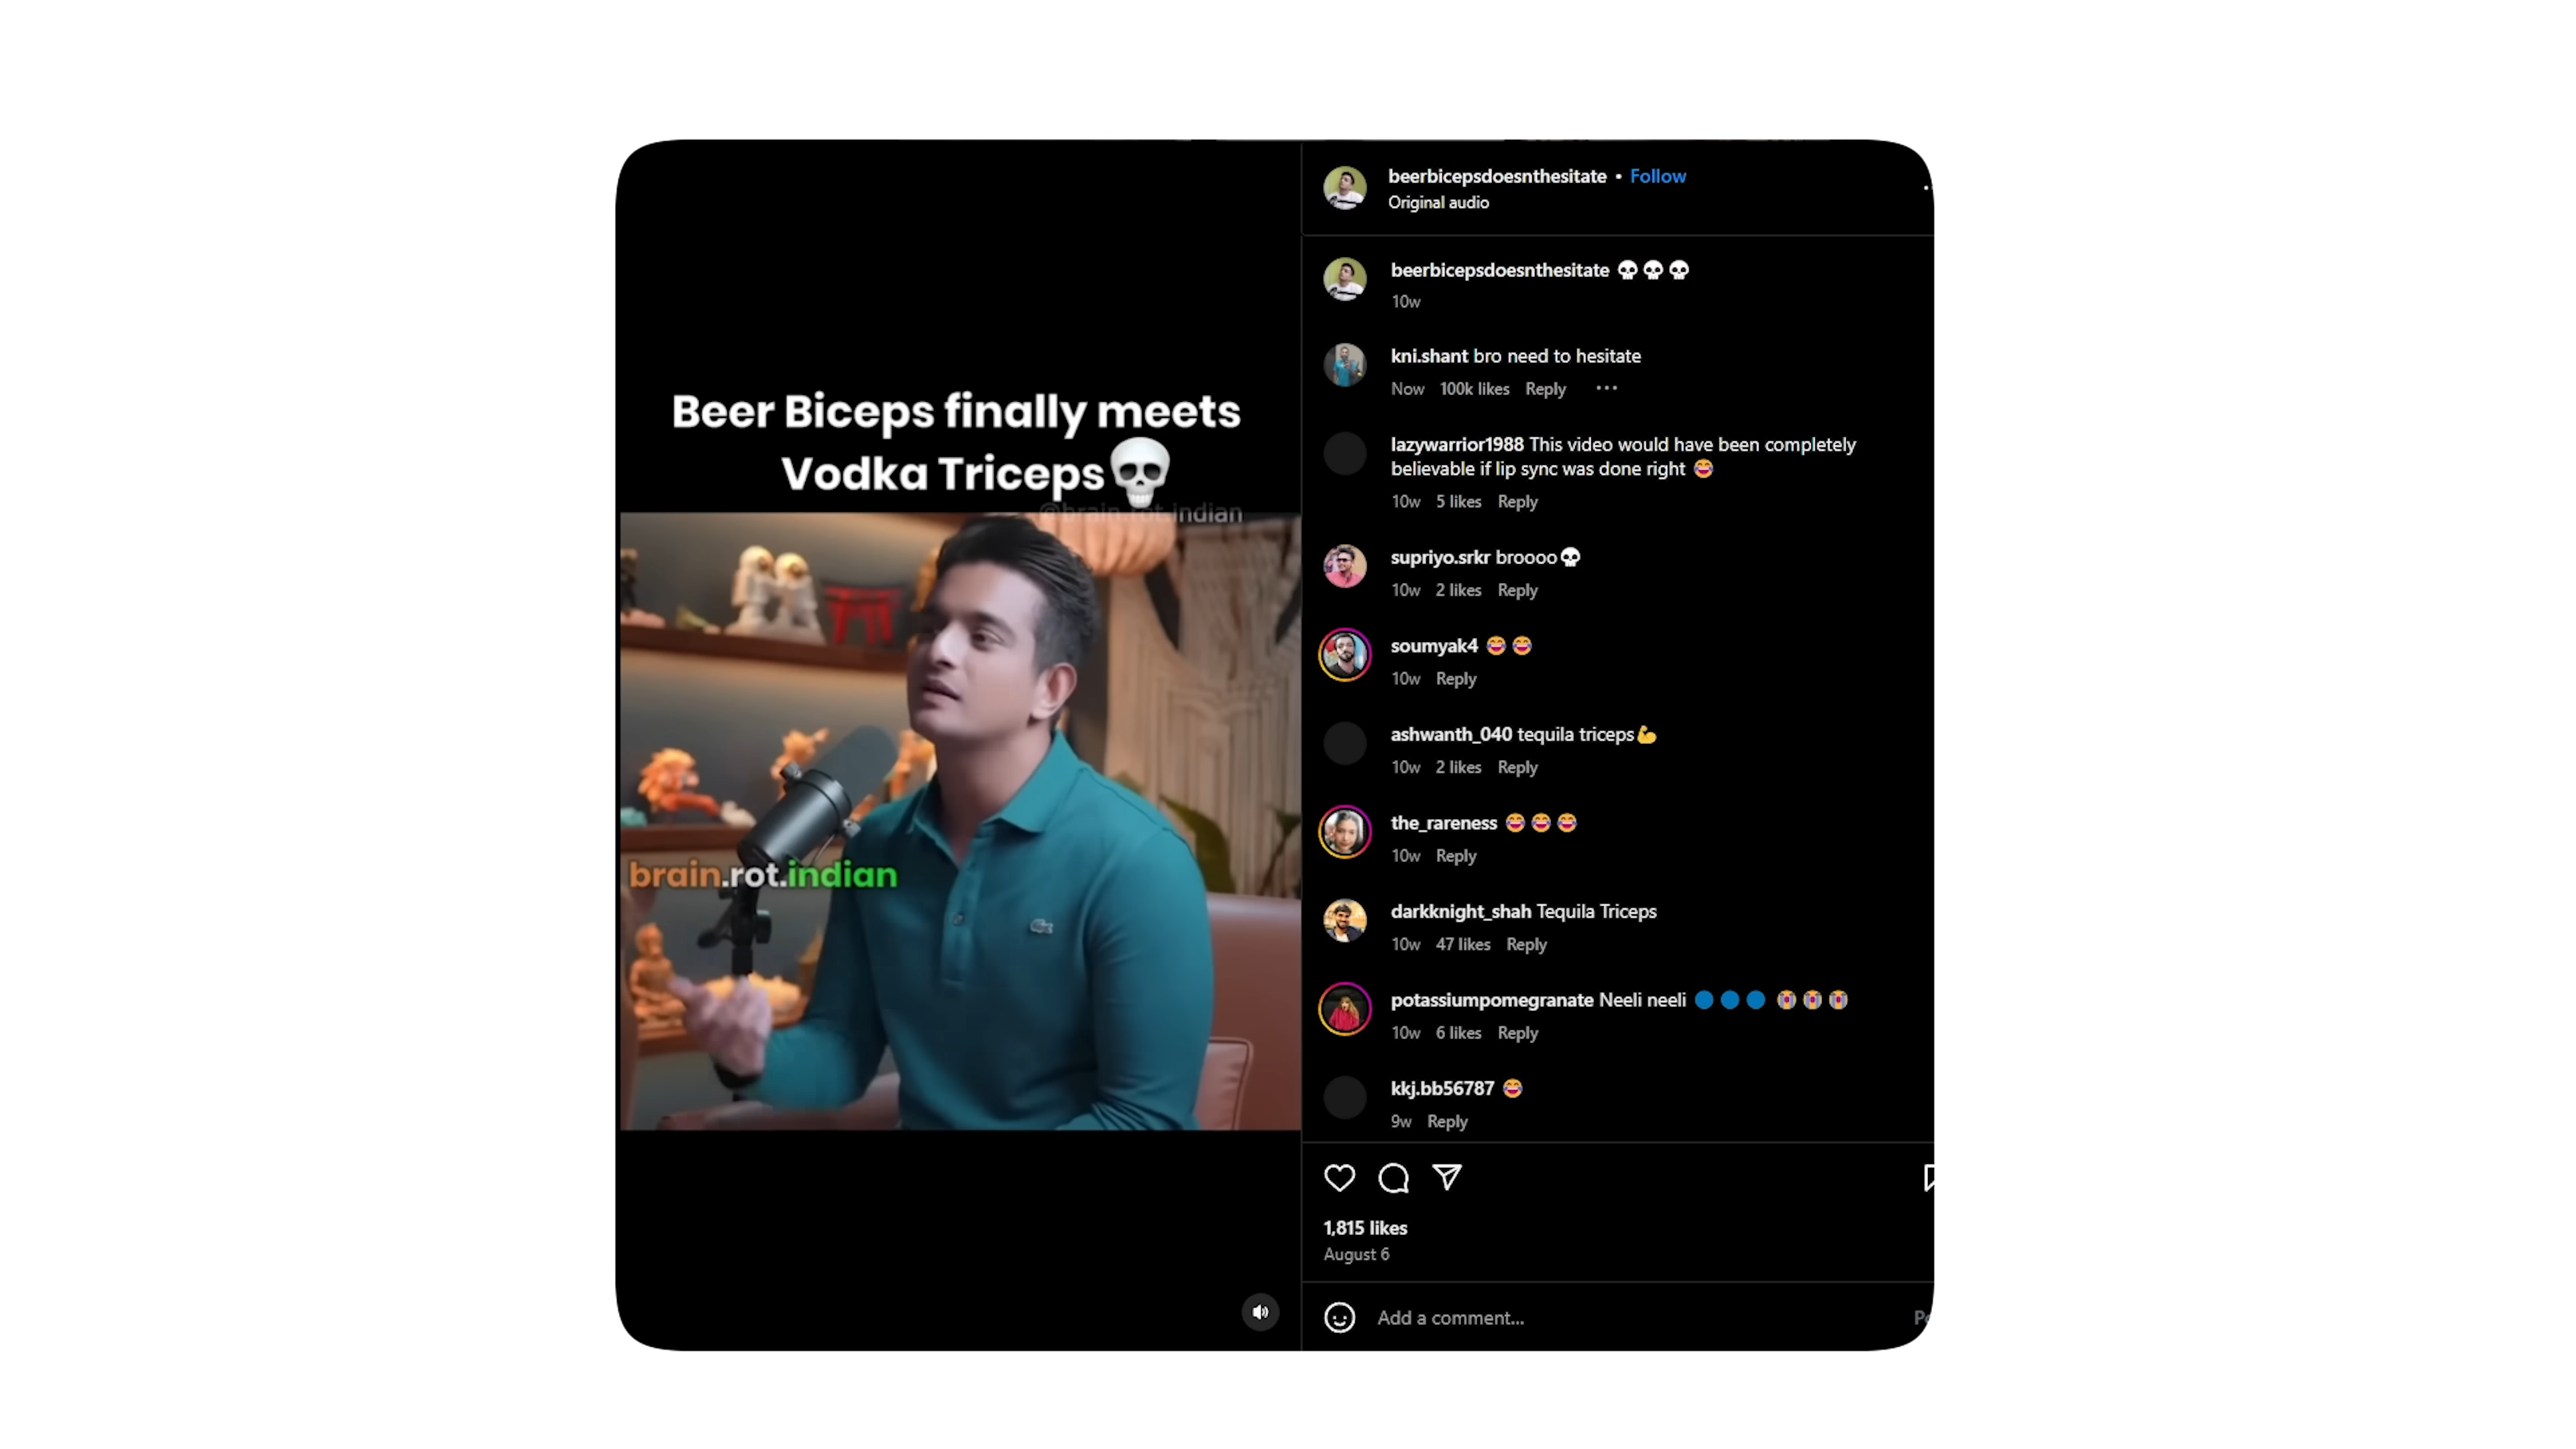 Beer Biceps finally meets
Vodka Triceps💀
@brain.rot.indian
brain.rot.indian
beerbicepsdoesnthesitate • Follow
Original audio
beerbicepsdoesnthesitate 💀💀💀
10w
kni.shant bro need to hesitate
Now 100k likes Reply ...
lazywarrior1988 This video would have been completely
believable if lip sync was done right 😂
10w 5 likes Reply
supriyo.srkr broooo💀
10w 2 likes Reply
soumyak4 😂😂
10w Reply
ashwanth_040 tequila triceps💪
10w 2 likes Reply
the_rareness 😂😂😂
10w Reply
darkknight_shah Tequila Triceps
10w 47 likes Reply
potassiumpomegranate Neeli neeli 🔵🔵🔵 😭😭😭
10w 6 likes Reply
kkj.bb56787 😂
9w Reply
1,815 likes
August 6
Add a comment...